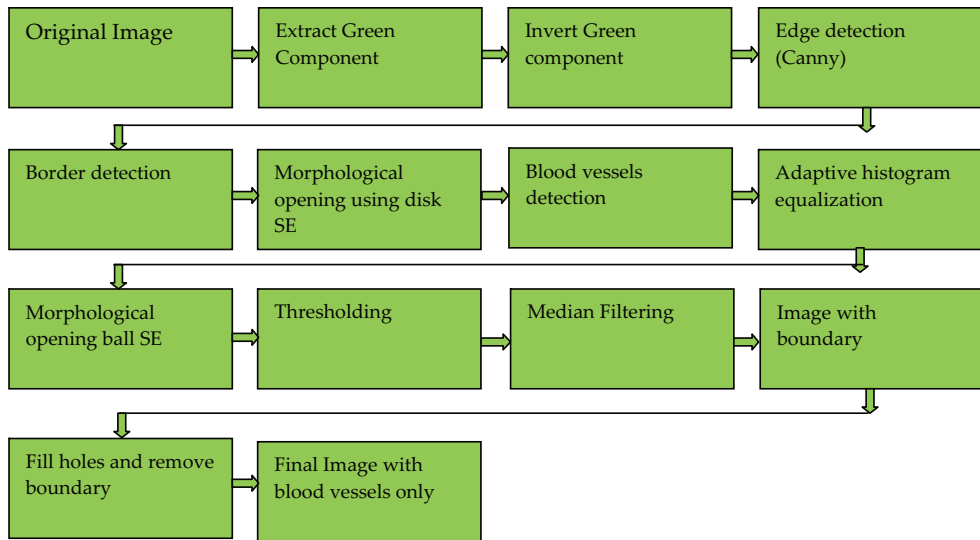 Original Image
Extract Green
Component
Invert Green
component
Edge detection
(Canny)
Border detection
Morphological
opening using disk
SE
Blood vessels
detection
Adaptive histogram
equalization
Morphological
opening ball SE
Thresholding
Median Filtering
Image with
boundary
Fill holes and remove
boundary
Final Image with
blood vessels only